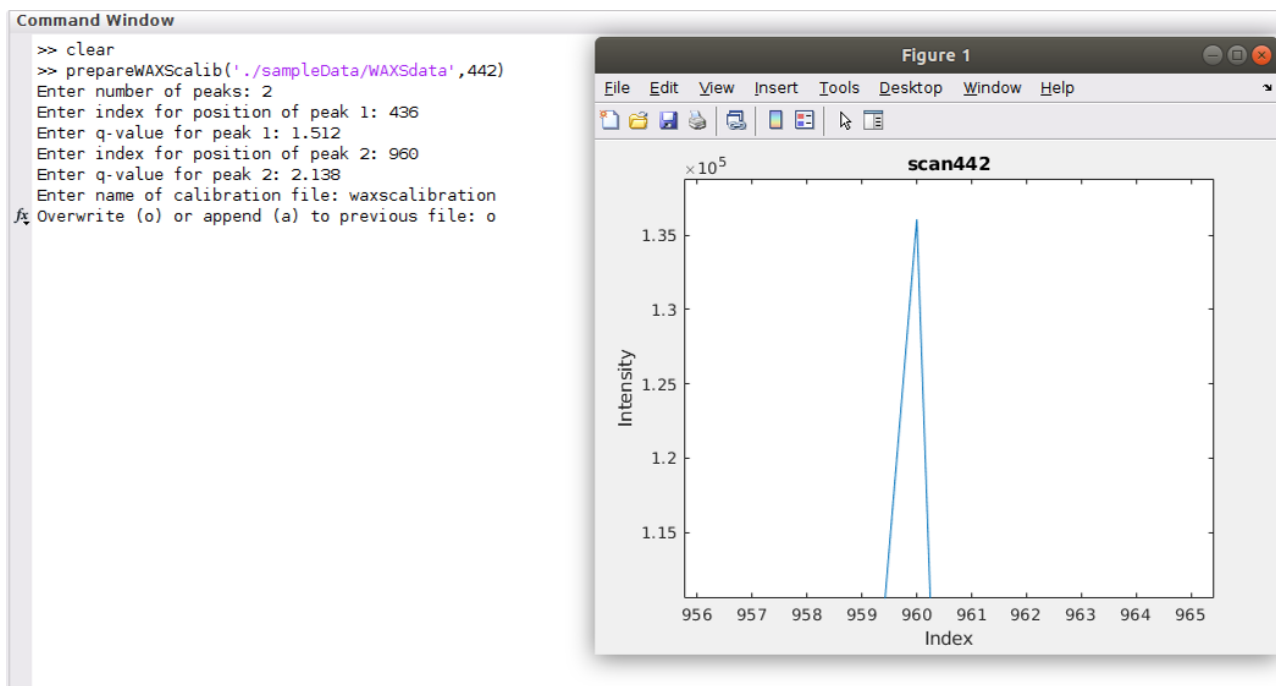 Command Window
>> clear
>> prepareWAXScalib('./sampleData/WAXSdata',442)
Enter number of peaks: 2
Enter index for position of peak 1: 436
Enter q-value for peak 1: 1.512
Enter index for position of peak 2: 960
Enter q-value for peak 2: 2.138
Enter name of calibration file: waxscalibration
fx Overwrite (o) or append (a) to previous file: o
Figure 1
File Edit View Insert Tools Desktop Window Help
×10^5
scan442
1.35
1.3
1.25
1.2
1.15
Intensity
956 957 958 959 960 961 962 963 964 965
Index